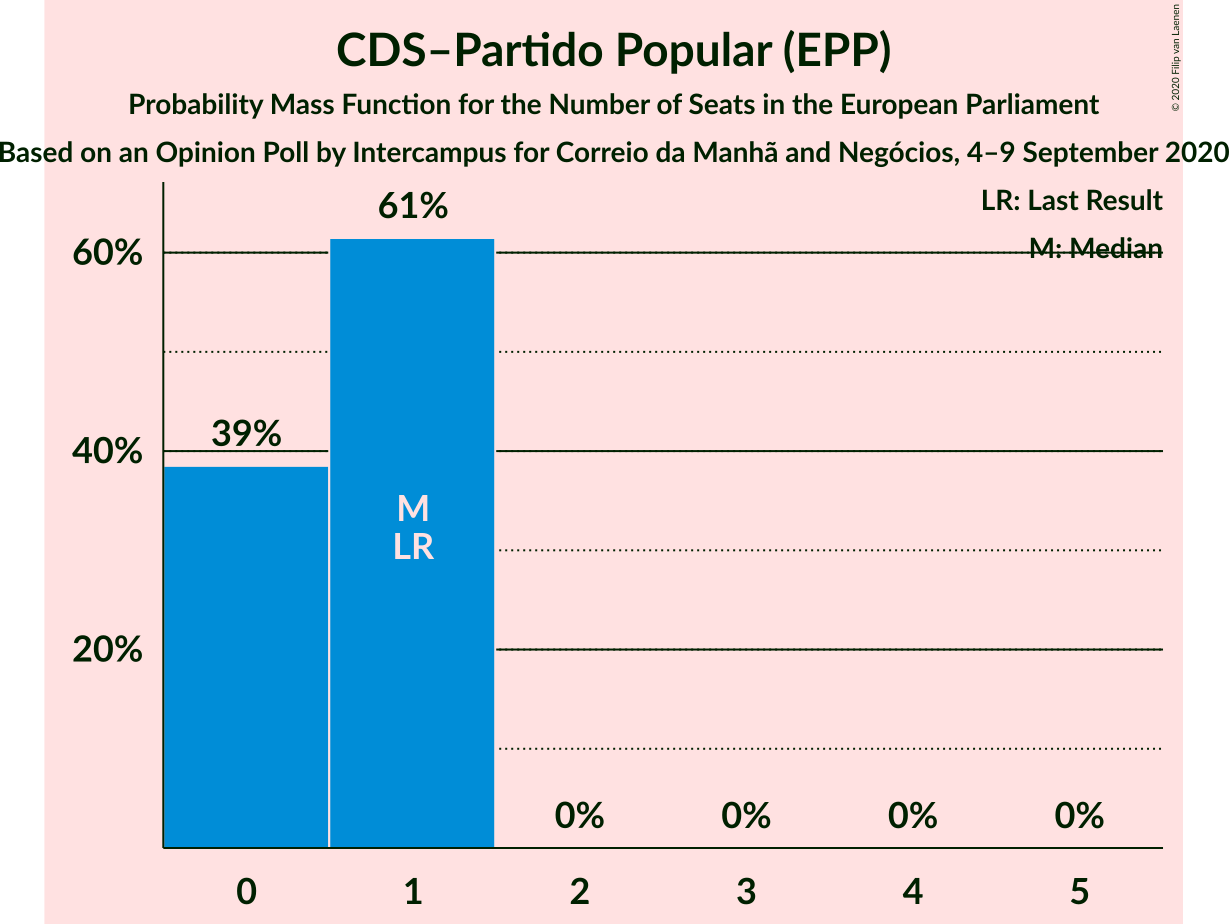 CDS–Partido Popular (EPP)
Probability Mass Function for the Number of Seats in the European Parliament
Based on an Opinion Poll by Intercampus for Correio da Manhã and Negócios, 4–9 September 2020
© 2020 Filip van Laenen
LR: Last Result
M: Median
61%
60%
39%
40%
M
LR
20%
0% 0% 0% 0%
0 1 2 3 4 5